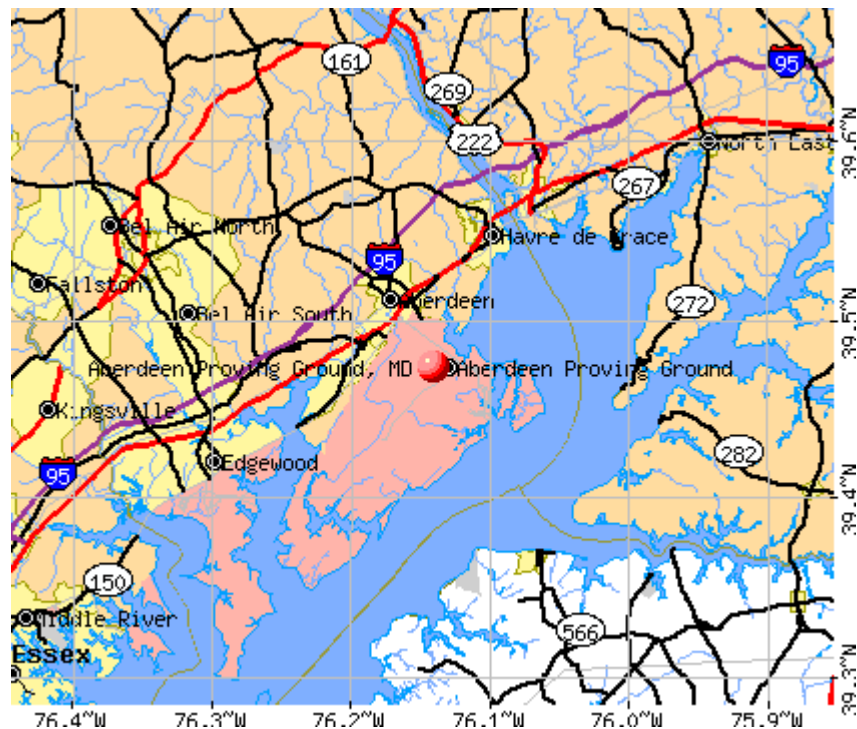 161
95
269
222
39.6~N
North East
267
Bel Air North
Havre de Grace
95
Fallston
272
Aberdeen
Bel Air South
39.5~N
Aberdeen Proving Ground, MD
Aberdeen Proving Ground
Kingsville
282
Edgewood
95
39.4~N
150
Middle River
566
Essex
39.3~N
76.4~W
76.3~W
76.2~W
76.1~W
76.0~W
75.9~W